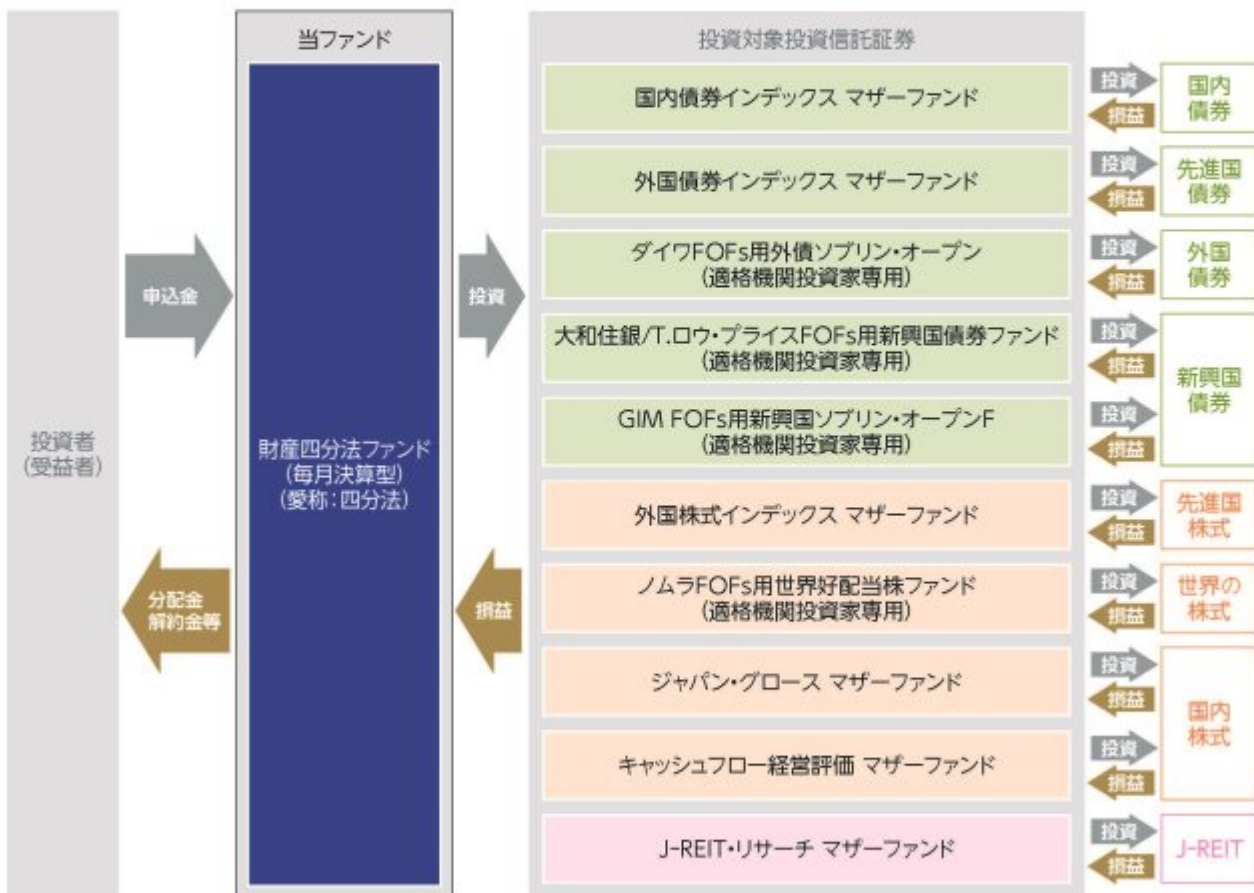 当ファンド
投資対象投資信託証券
投資者
(受益者)
申込金
分配金
解約金等
財産四分法ファンド
(毎月決算型)
(愛称：四分法)
投資
損益
国内債券インデックス マザーファンド
投資
損益
国内
債券
外国債券インデックス マザーファンド
投資
損益
先進国
債券
ダイワFOFs用外債ソブリン・オープン
(適格機関投資家専用)
投資
損益
外国
債券
大和住銀/T.ロウ・プライスFOFs用新興国債券ファンド
(適格機関投資家専用)
投資
損益
新興国
債券
GIM FOFs用新興国ソブリン・オープンF
(適格機関投資家専用)
投資
損益
外国株式インデックス マザーファンド
投資
損益
先進国
株式
ノムラFOFs用世界好配当株ファンド
(適格機関投資家専用)
投資
損益
世界の
株式
ジャパン・グロース マザーファンド
投資
損益
国内
株式
キャッシュフロー経営評価 マザーファンド
投資
損益
J-REIT・リサーチ マザーファンド
投資
損益
J-REIT